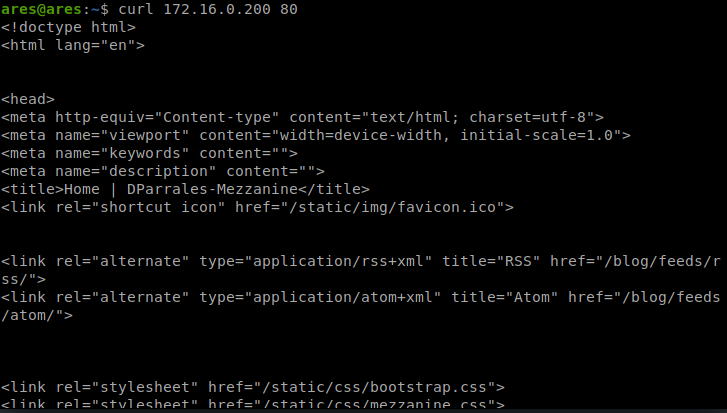 ares@ares:~$ curl 172.16.0.200 80
<!doctype html>
<html lang="en">
<head>
<meta http-equiv="Content-type" content="text/html; charset=utf-8">
<meta name="viewport" content="width=device-width, initial-scale=1.0">
<meta name="keywords" content="">
<meta name="description" content="">
<title>Home | DParrales-Mezzanine</title>
<link rel="shortcut icon" href="/static/img/favicon.ico">
<link rel="alternate" type="application/rss+xml" title="RSS" href="/blog/feeds/r
ss/">
<link rel="alternate" type="application/atom+xml" title="Atom" href="/blog/feeds
/atom/">
<link rel="stylesheet" href="/static/css/bootstrap.css">
<link rel="stylesheet" href="/static/css/mezzanine.css">